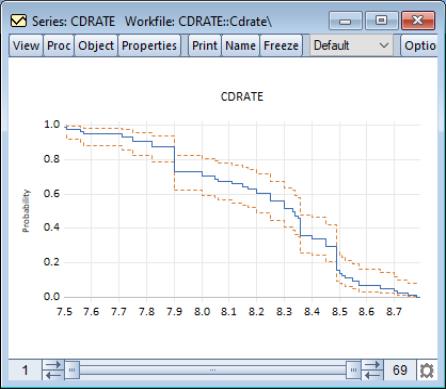 Series: CDRATE Workfile: CDRATE::Cdrate\
View Proc Object Properties Print Name Freeze Default Optio
CDRATE
1.0
0.8
0.6
0.4
0.2
0.0
Probability
7.5 7.6 7.7 7.8 7.9 8.0 8.1 8.2 8.3 8.4 8.5 8.6 8.7
1 69